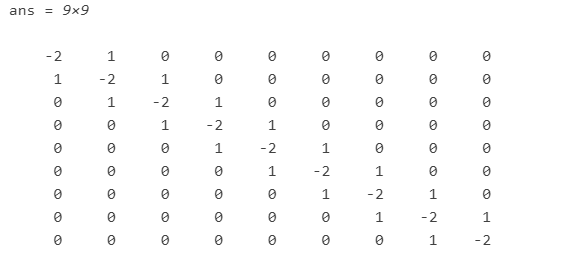 ans = 9×9
-2 1 0 0 0 0 0 0 0
1 -2 1 0 0 0 0 0 0
0 1 -2 1 0 0 0 0 0
0 0 1 -2 1 0 0 0 0
0 0 0 1 -2 1 0 0 0
0 0 0 0 1 -2 1 0 0
0 0 0 0 0 1 -2 1 0
0 0 0 0 0 0 1 -2 1
0 0 0 0 0 0 0 1 -2